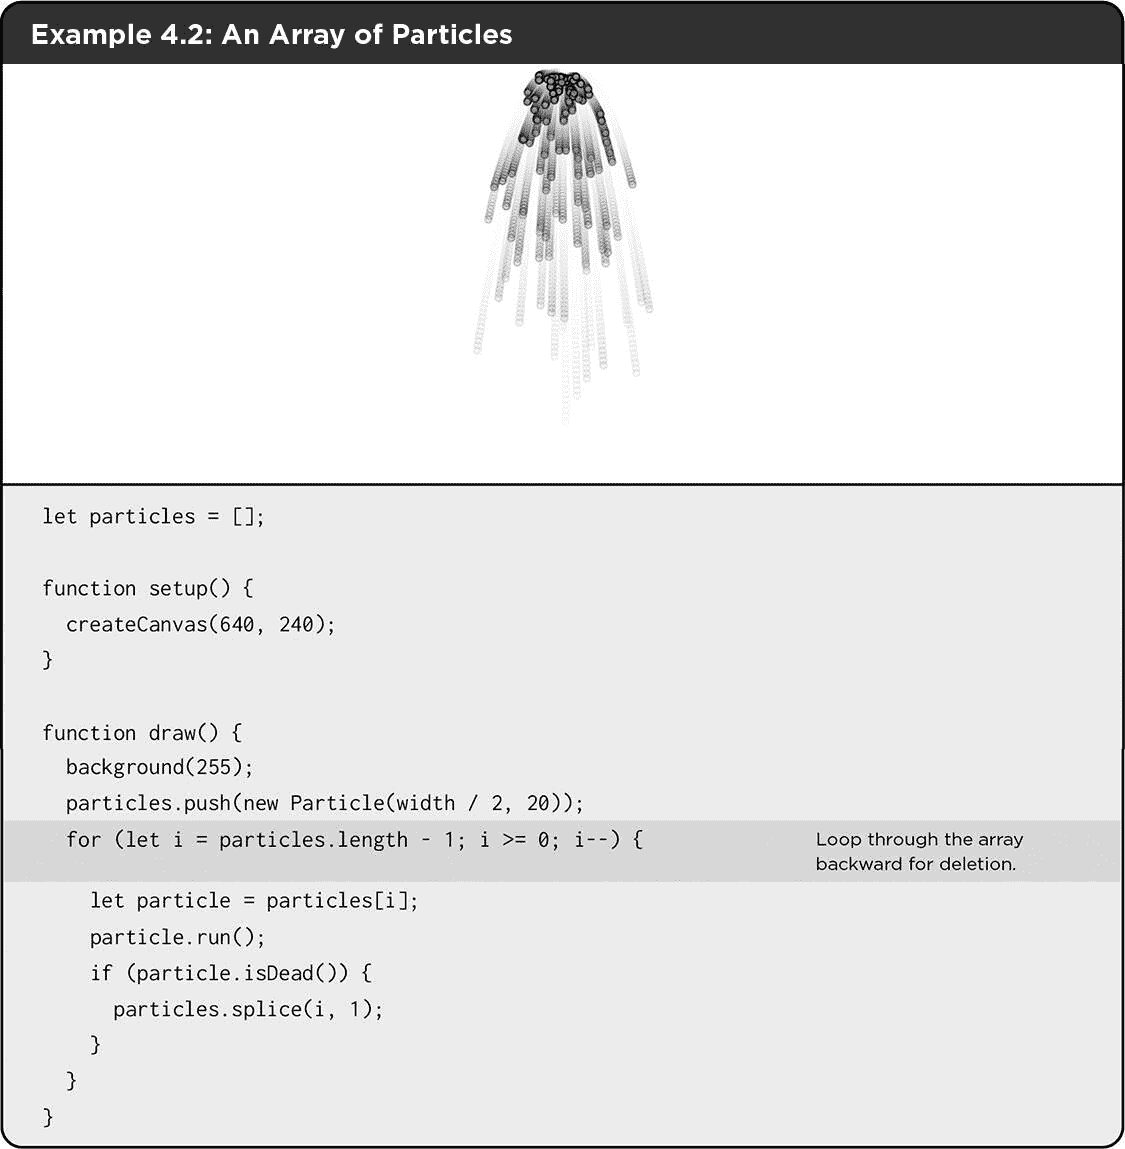 Example 4.2: An Array of Particles
let particles = [];
function setup() {
  createCanvas(640, 240);
}
function draw() {
  background(255);
  particles.push(new Particle(width / 2, 20));
  for (let i = particles.length - 1; i >= 0; i--) {
Loop through the array
backward for deletion.
    let particle = particles[i];
    particle.run();
    if (particle.isDead()) {
      particles.splice(i, 1);
    }
  }
}